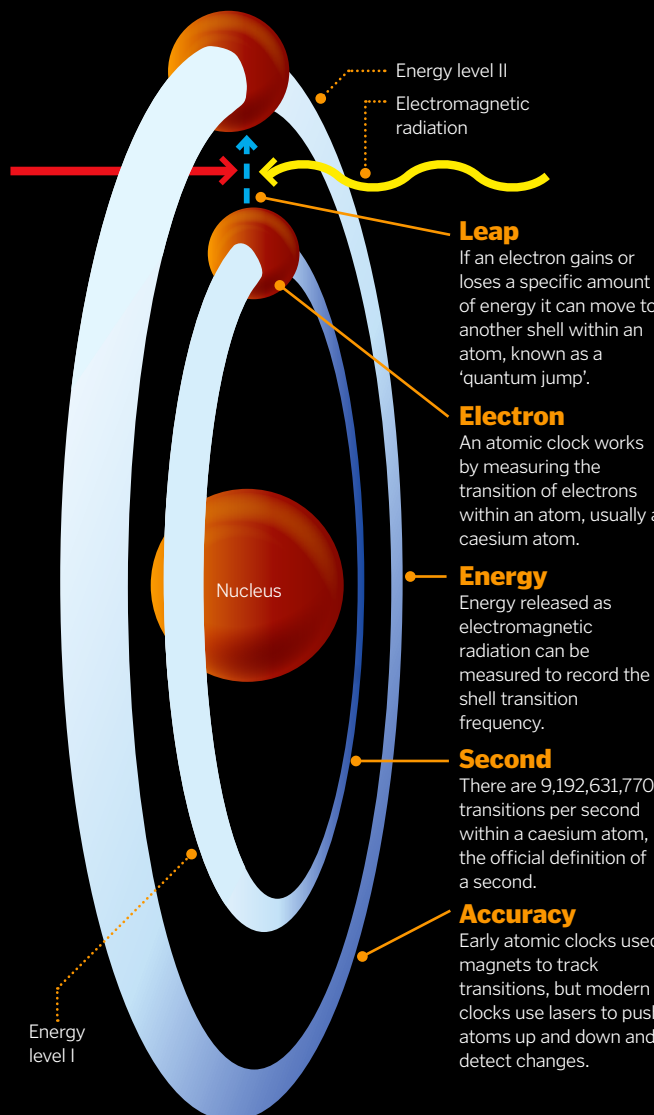 Energy level II
Electromagnetic
radiation
Leap
If an electron gains or
loses a specific amount
of energy it can move to
another shell within an
atom, known as a
‘quantum jump’.
Electron
An atomic clock works
by measuring the
transition of electrons
within an atom, usually a
caesium atom.
Nucleus
Energy
Energy released as
electromagnetic
radiation can be
measured to record the
shell transition
frequency.
Second
There are 9,192,631,770
transitions per second
within a caesium atom,
the official definition of
a second.
Accuracy
Early atomic clocks used
magnets to track
transitions, but modern
clocks use lasers to push
atoms up and down and
detect changes.
Energy
level I